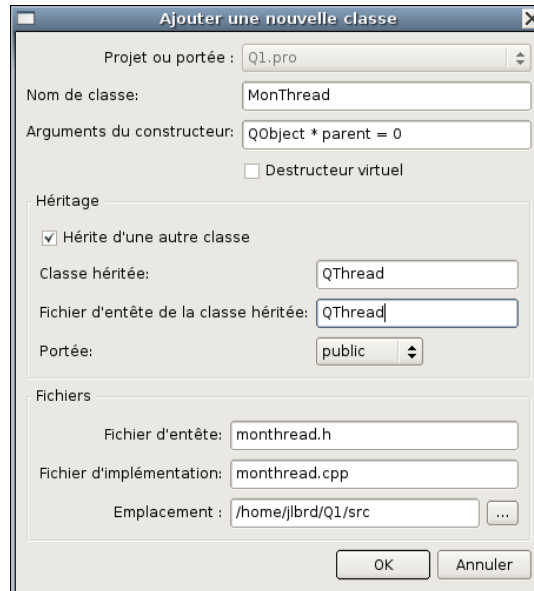 Ajouter une nouvelle classe
Projet ou portée : Q1.pro
Nom de classe: MonThread
Arguments du constructeur: QObject * parent = 0
Destructeur virtuel
Héritage
Hérite d'une autre classe
Classe héritée: QThread
Fichier d'entête de la classe héritée: QThread
Portée: public
Fichiers
Fichier d'entête: monthread.h
Fichier d'implémentation: monthread.cpp
Emplacement : /home/jlbrd/Q1/src ...
OK Annuler